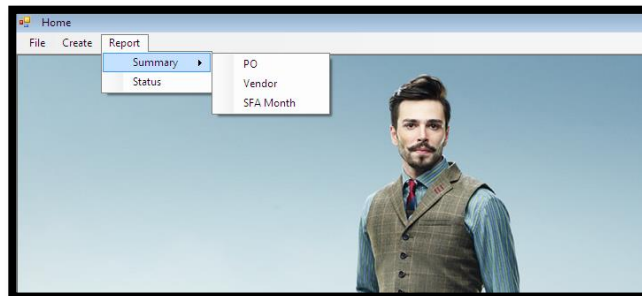 Home
File Create Report
Summary PO
Status Vendor
SFA Month